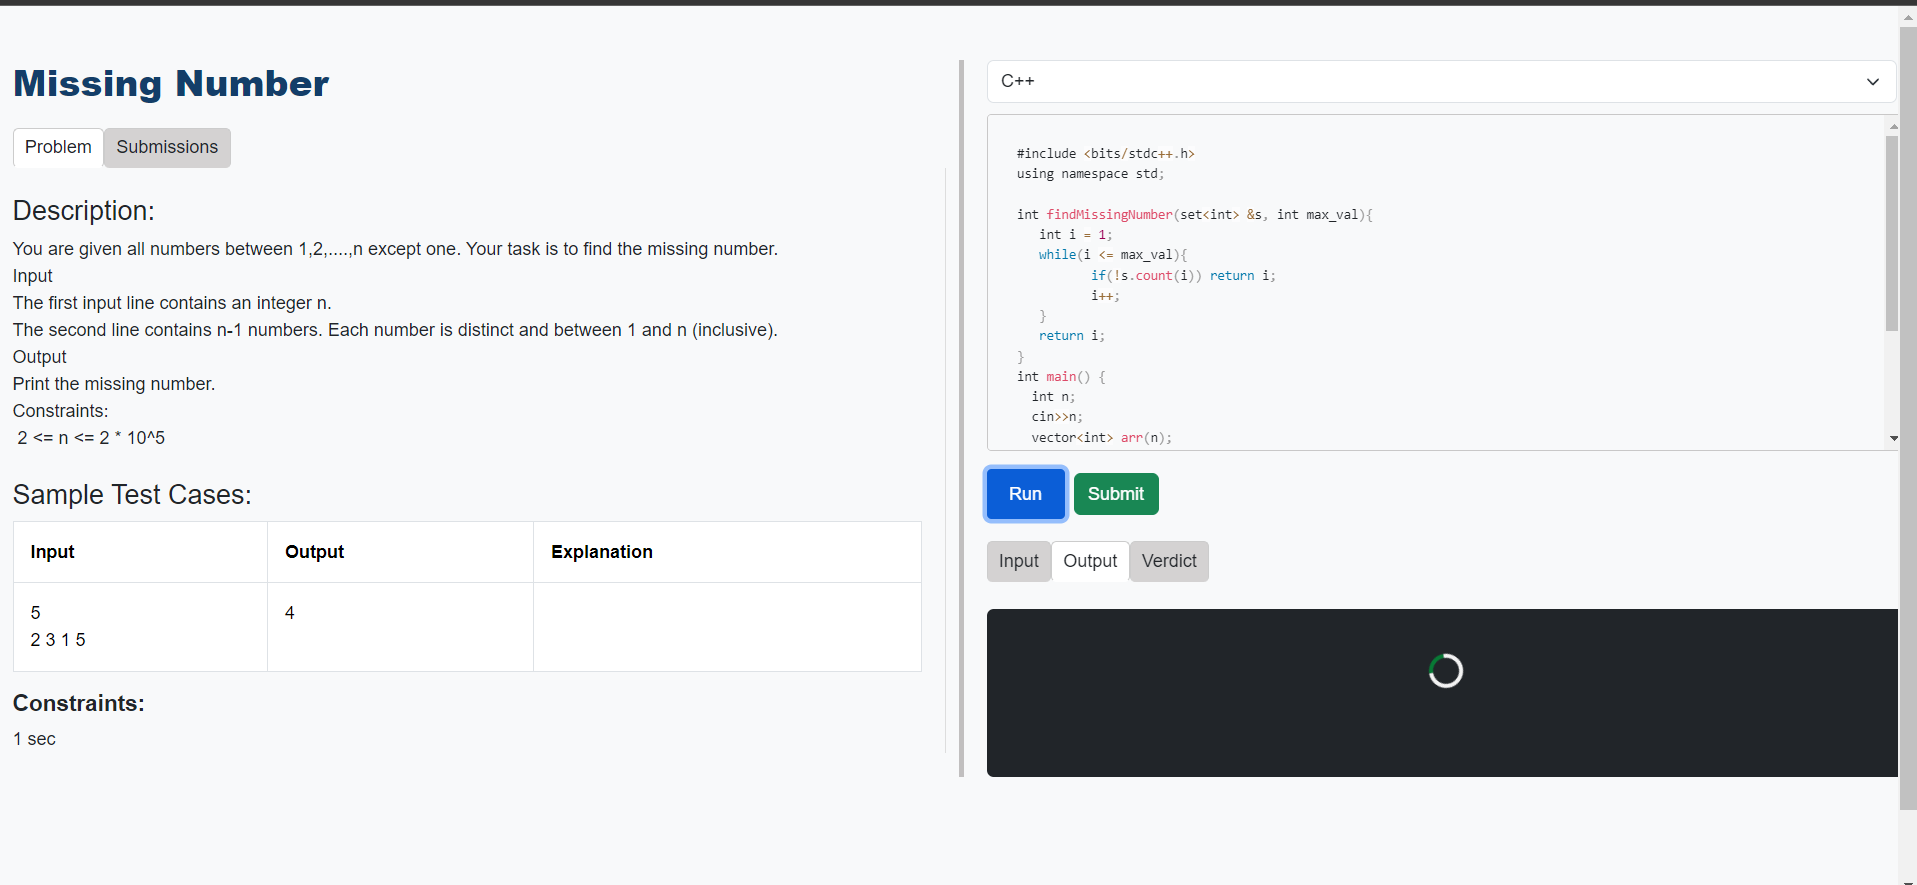 Missing Number
Problem
Submissions
Description:
You are given all numbers between 1,2,....,n except one. Your task is to find the missing number.
Input
The first input line contains an integer n.
The second line contains n-1 numbers. Each number is distinct and between 1 and n (inclusive).
Output
Print the missing number.
Constraints:
2 <= n <= 2 * 10^5
Sample Test Cases:
Input Output Explanation
5
2 3 1 5
4
Constraints:
1 sec
C++
#include <bits/stdc++.h>
using namespace std;
int findMissingNumber(set<int> &s, int max_val){
int i = 1;
while(i <= max_val){
if(!s.count(i)) return i;
i++;
}
return i;
}
int main() {
int n;
cin>>n;
vector<int> arr(n);
Run
Submit
Input
Output
Verdict